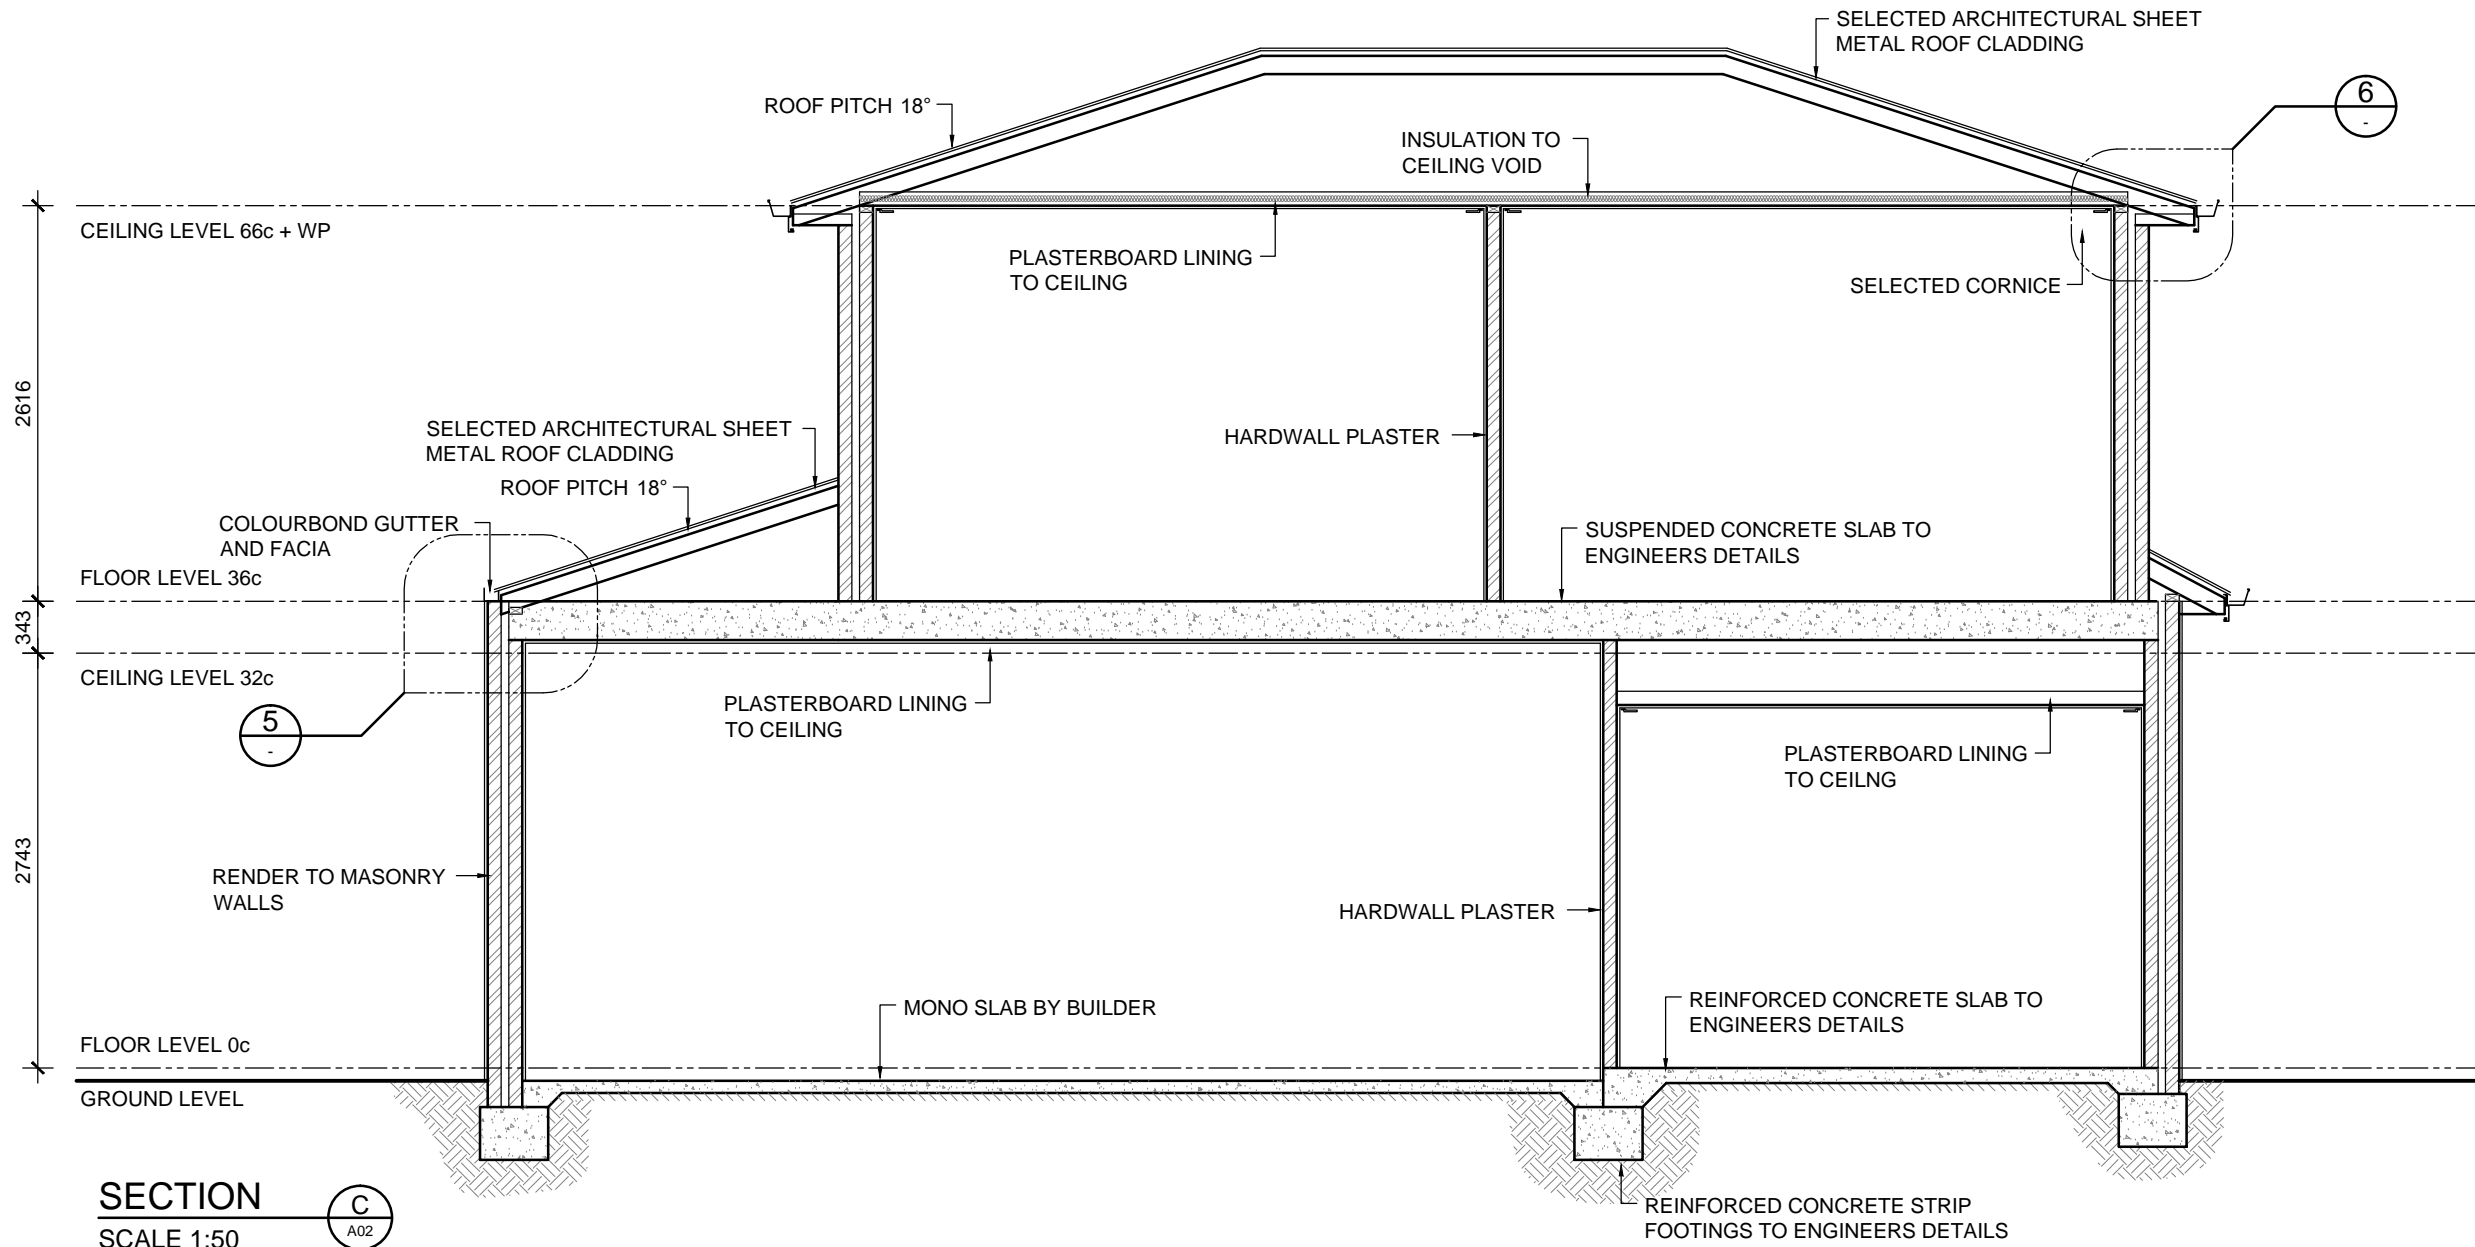 SELECTED ARCHITECTURAL SHEET
METAL ROOF CLADDING
ROOF PITCH 18°
6
-
INSULATION TO
CEILING VOID
CEILING LEVEL 66c + WP
PLASTERBOARD LINING
TO CEILING
SELECTED CORNICE
2616
SELECTED ARCHITECTURAL SHEET
METAL ROOF CLADDING
HARDWALL PLASTER
ROOF PITCH 18°
COLOURBOND GUTTER
AND FACIA
SUSPENDED CONCRETE SLAB TO
ENGINEERS DETAILS
FLOOR LEVEL 36c
343
CEILING LEVEL 32c
5
-
PLASTERBOARD LINING
TO CEILING
PLASTERBOARD LINING
TO CEILNG
2743
RENDER TO MASONRY
WALLS
HARDWALL PLASTER
MONO SLAB BY BUILDER
REINFORCED CONCRETE SLAB TO
ENGINEERS DETAILS
FLOOR LEVEL 0c
GROUND LEVEL
SECTION
C
A02
SCALE 1:50
REINFORCED CONCRETE STRIP
FOOTINGS TO ENGINEERS DETAILS